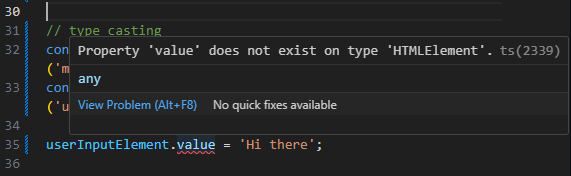 30
31 // type casting
32 con
Property 'value' does not exist on type 'HTMLElement'. ts(2339)
('m
any
33 con
View Problem (Alt+F8) No quick fixes available
('u
34
35 userInputElement.value = 'Hi there';
36